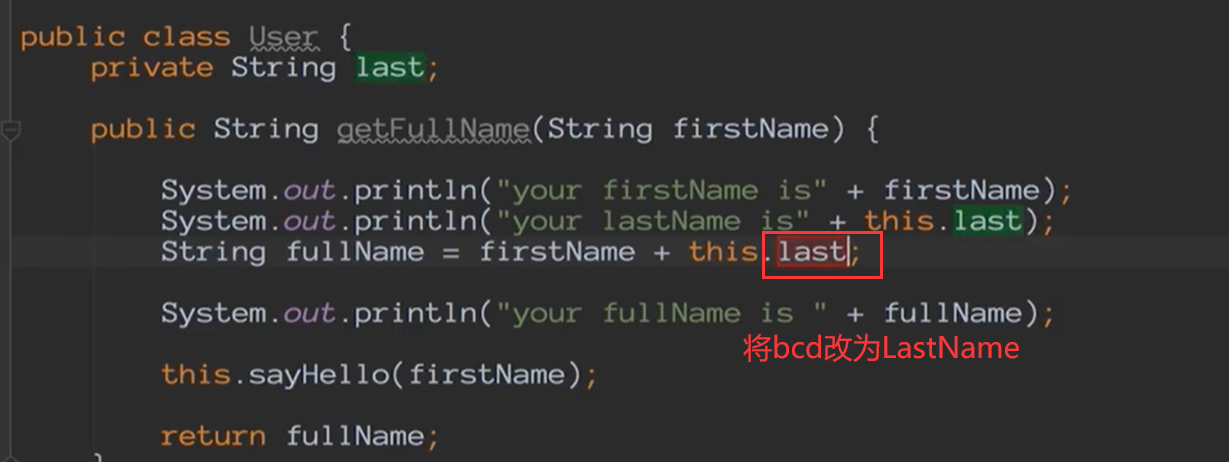 public class User {
private String last;
public String getFullName(String firstName) {
System.out.println("your firstName is" + firstName);
System.out.println("your lastName is" + this.last);
String fullName = firstName + this.last;
System.out.println("your fullName is " + fullName);
将bcd改为LastName
this.sayHello(firstName);
return fullName;
}